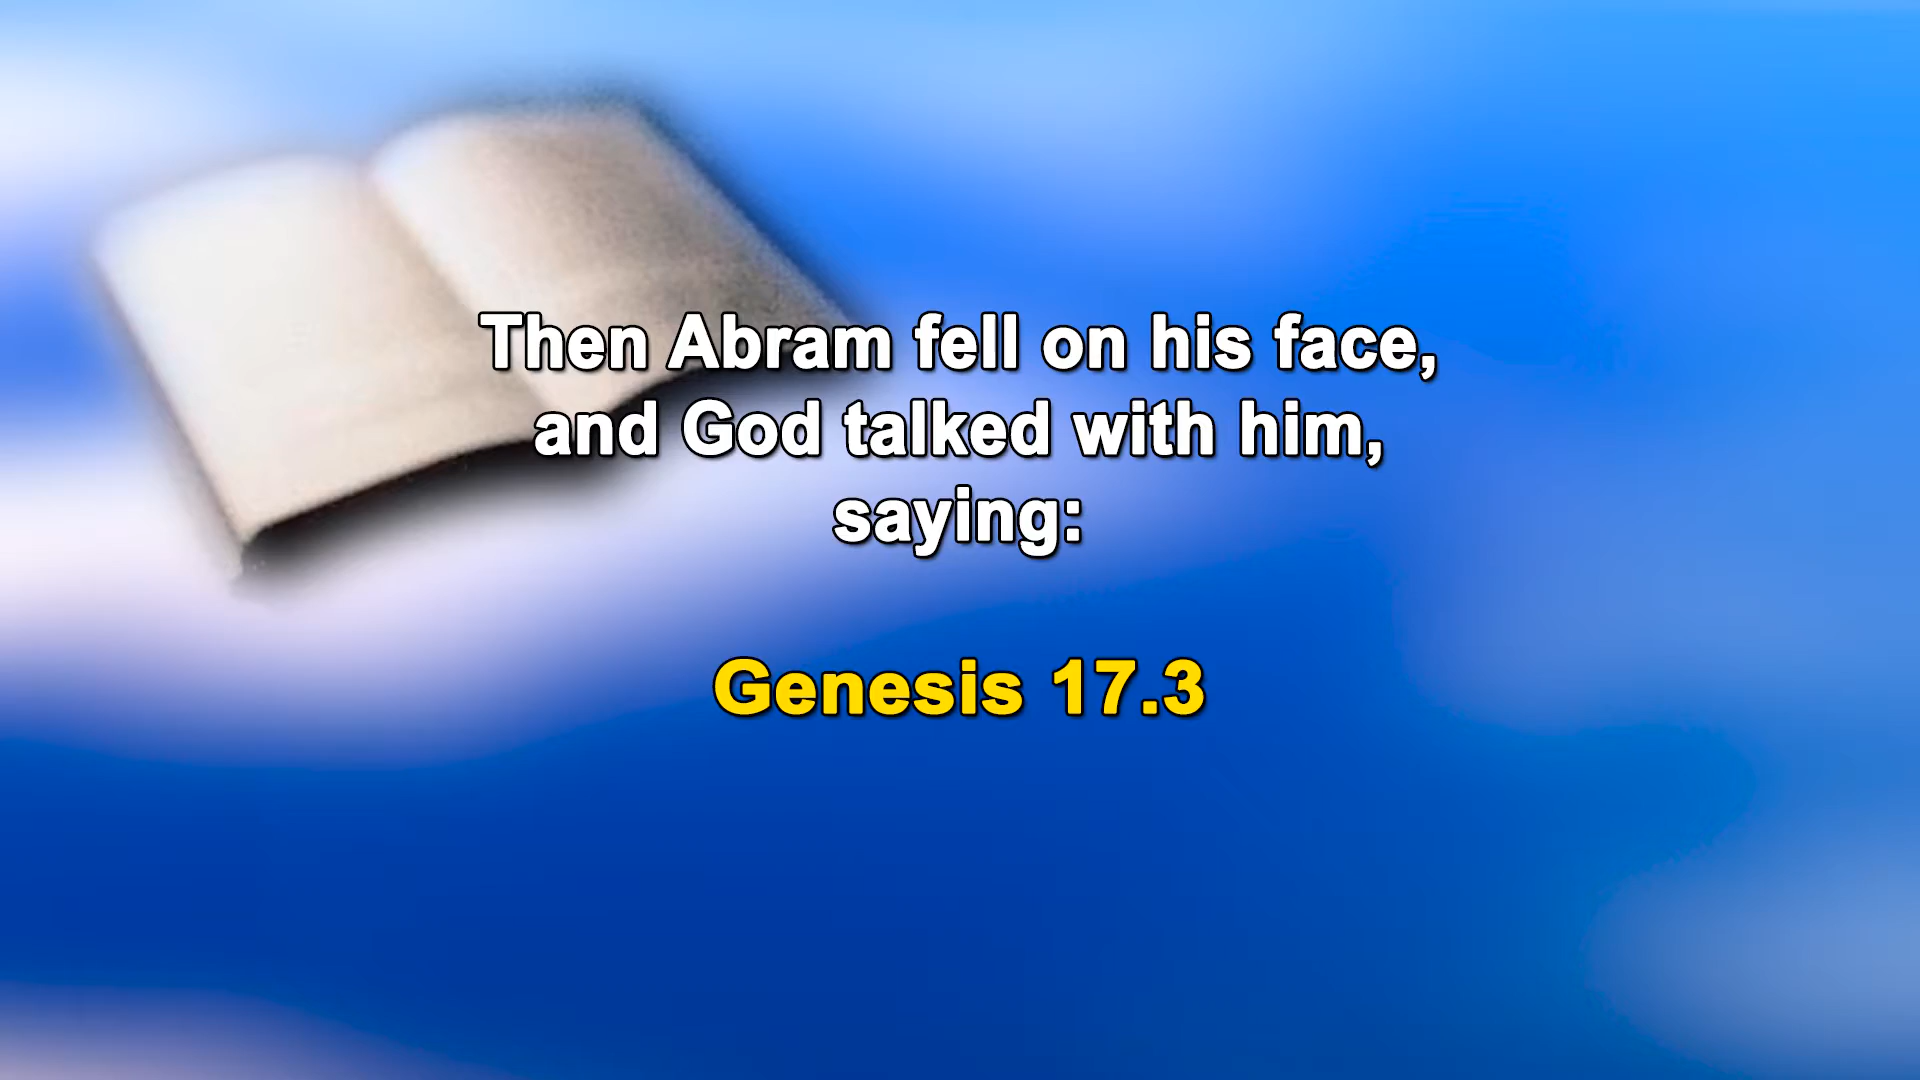 Then Abram fell on his face,
and God talked with him,
saying:
Genesis 17.3